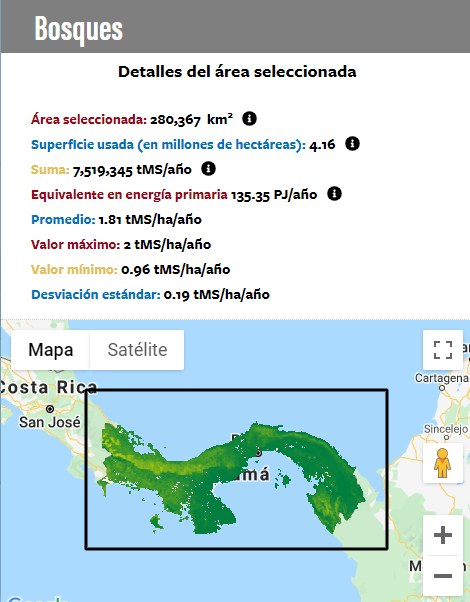 Bosques
Detalles del área seleccionada
Área seleccionada: 280,367 km²
Superficie usada (en millones de hectáreas): 4.16
Suma: 7,519,345 tMS/año
Equivalente en energía primaria 135.35 PJ/año
Promedio: 1.81 tMS/ha/año
Valor máximo: 2 tMS/ha/año
Valor mínimo: 0.96 tMS/ha/año
Desviación estándar: 0.19 tMS/ha/año
Mapa Satélite
Cartagena
Costa Rica
San José
Sincelejo
amá